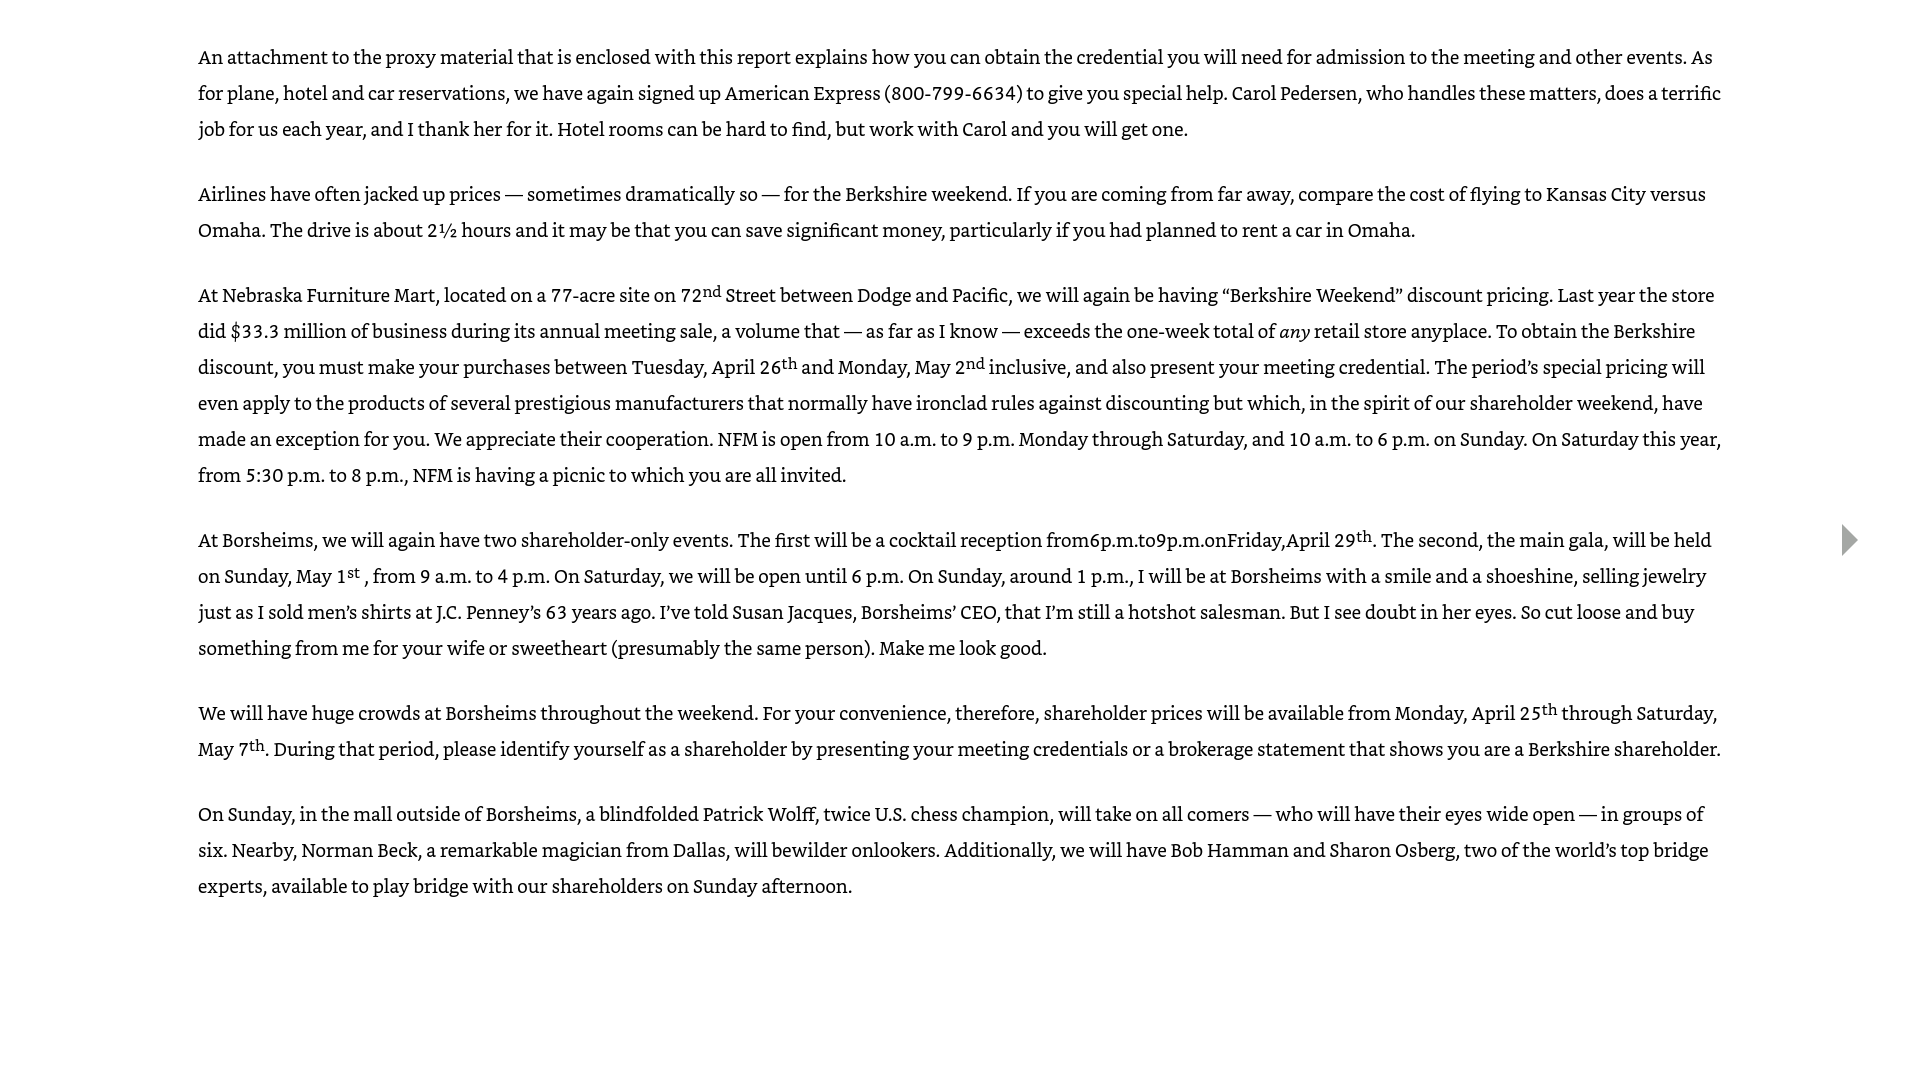 An attachment to the proxy material that is enclosed with this report explains how you can obtain the credential you will need for admission to the meeting and other events. As
for plane, hotel and car reservations, we have again signed up American Express (800-799-6634) to give you special help. Carol Pedersen, who handles these matters, does a terrific
job for us each year, and I thank her for it. Hotel rooms can be hard to find, but work with Carol and you will get one.
Airlines have often jacked up prices — sometimes dramatically so — for the Berkshire weekend. If you are coming from far away, compare the cost of flying to Kansas City versus
Omaha. The drive is about 2½ hours and it may be that you can save significant money, particularly if you had planned to rent a car in Omaha.
At Nebraska Furniture Mart, located on a 77-acre site on 72nd Street between Dodge and Pacific, we will again be having “Berkshire Weekend” discount pricing. Last year the store
did $33.3 million of business during its annual meeting sale, a volume that — as far as I know — exceeds the one-week total of any retail store anyplace. To obtain the Berkshire
discount, you must make your purchases between Tuesday, April 26th and Monday, May 2nd inclusive, and also present your meeting credential. The period’s special pricing will
even apply to the products of several prestigious manufacturers that normally have ironclad rules against discounting but which, in the spirit of our shareholder weekend, have
made an exception for you. We appreciate their cooperation. NFM is open from 10 a.m. to 9 p.m. Monday through Saturday, and 10 a.m. to 6 p.m. on Sunday. On Saturday this year,
from 5:30 p.m. to 8 p.m., NFM is having a picnic to which you are all invited.
At Borsheims, we will again have two shareholder-only events. The first will be a cocktail reception from6p.m.to9p.m.onFriday,April 29th. The second, the main gala, will be held
on Sunday, May 1st , from 9 a.m. to 4 p.m. On Saturday, we will be open until 6 p.m. On Sunday, around 1 p.m., I will be at Borsheims with a smile and a shoeshine, selling jewelry
just as I sold men’s shirts at J.C. Penney’s 63 years ago. I’ve told Susan Jacques, Borsheims’ CEO, that I’m still a hotshot salesman. But I see doubt in her eyes. So cut loose and buy
something from me for your wife or sweetheart (presumably the same person). Make me look good.
We will have huge crowds at Borsheims throughout the weekend. For your convenience, therefore, shareholder prices will be available from Monday, April 25th through Saturday,
May 7th. During that period, please identify yourself as a shareholder by presenting your meeting credentials or a brokerage statement that shows you are a Berkshire shareholder.
On Sunday, in the mall outside of Borsheims, a blindfolded Patrick Wolff, twice U.S. chess champion, will take on all comers — who will have their eyes wide open — in groups of
six. Nearby, Norman Beck, a remarkable magician from Dallas, will bewilder onlookers. Additionally, we will have Bob Hamman and Sharon Osberg, two of the world’s top bridge
experts, available to play bridge with our shareholders on Sunday afternoon.